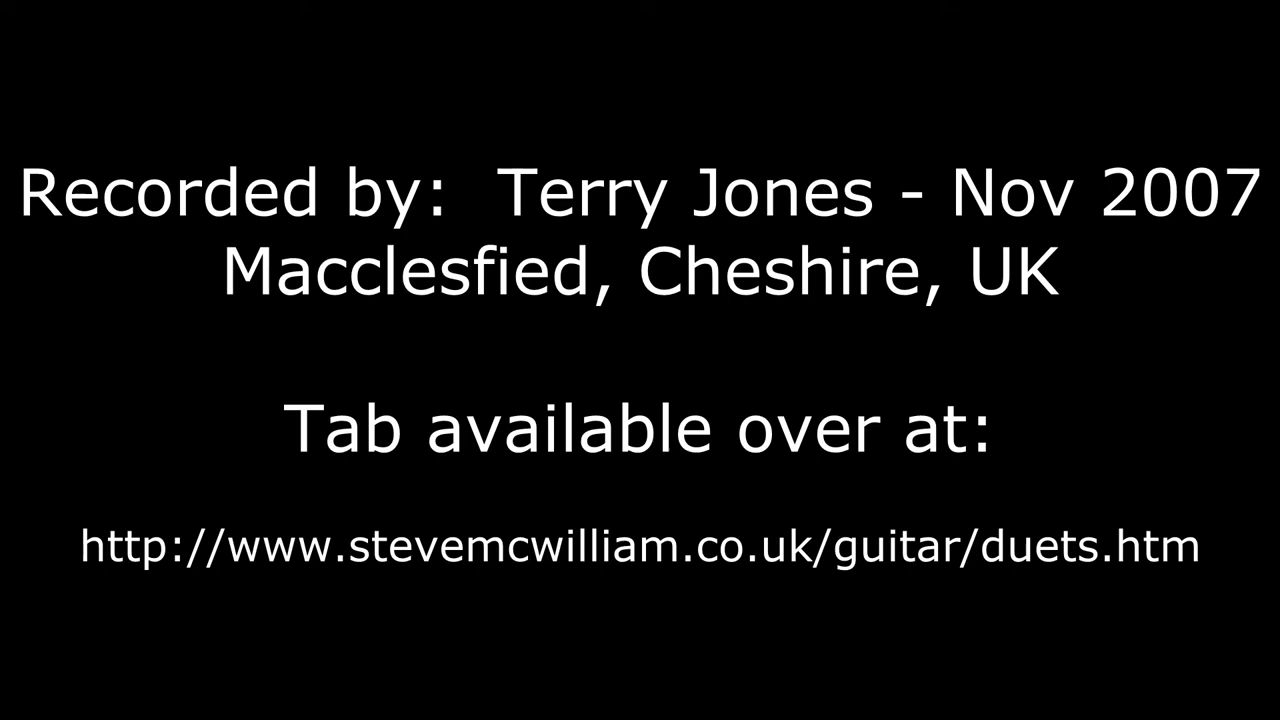 Recorded by:  Terry Jones - Nov 2007
Macclesfied, Cheshire, UK
Tab available over at:
http://www.stevemcwilliam.co.uk/guitar/duets.htm